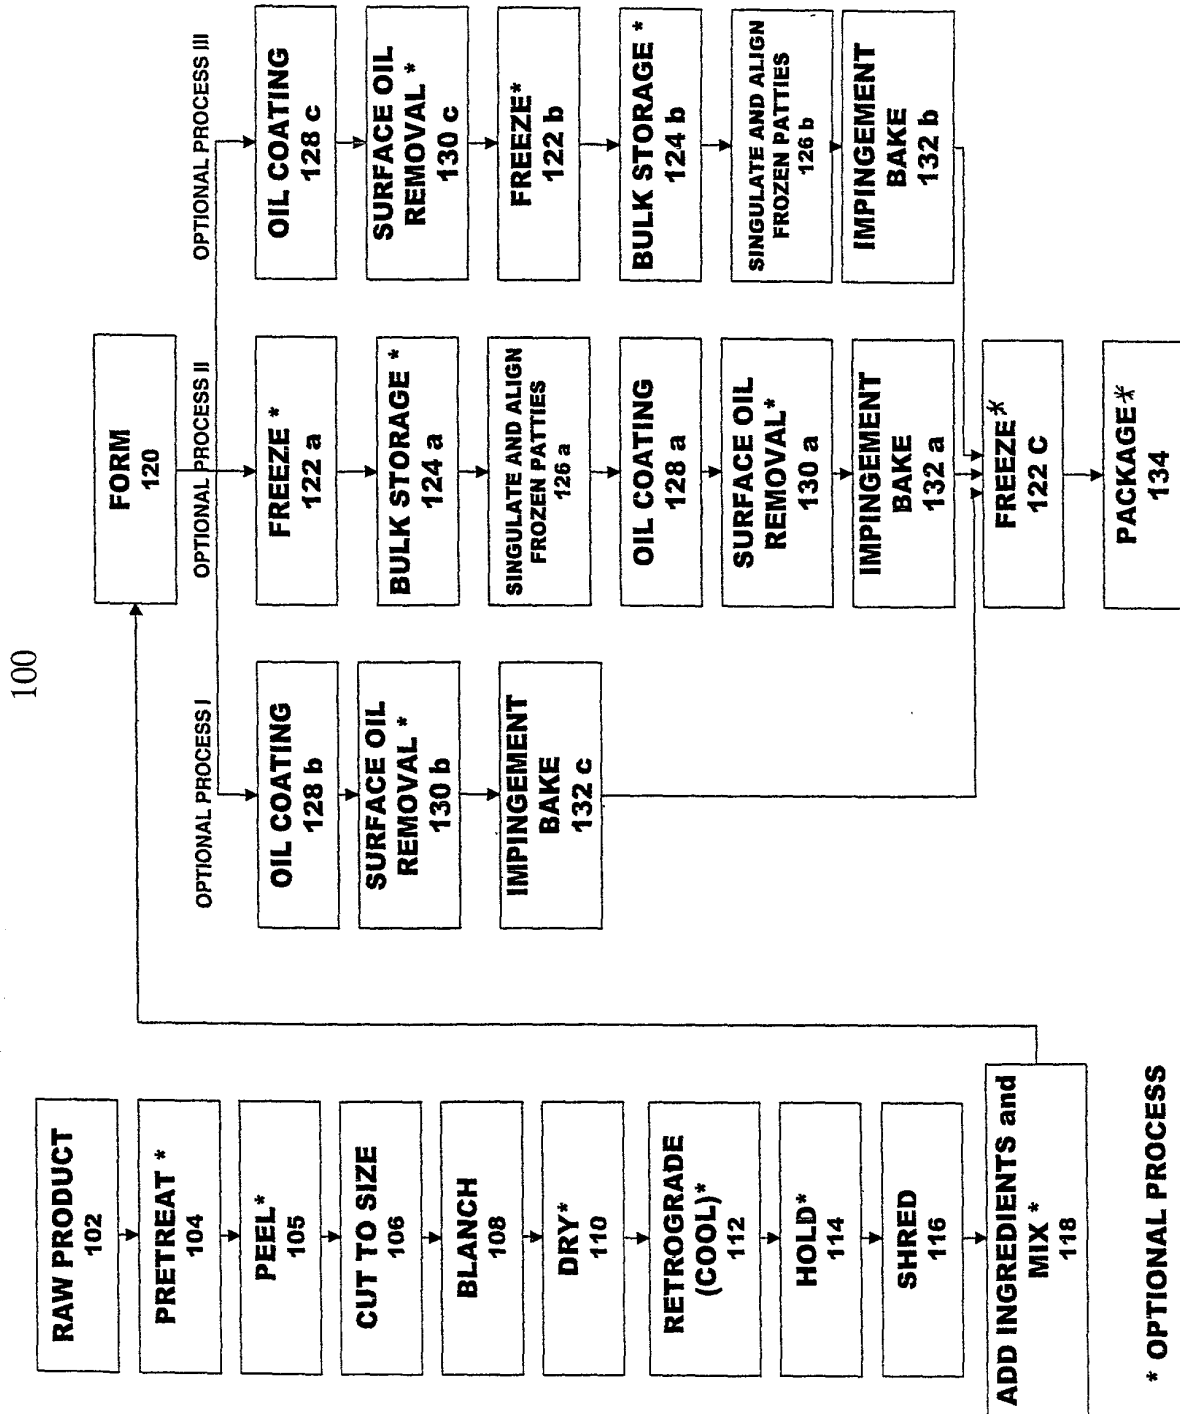 100
RAW PRODUCT
102
PRETREAT *
104
PEEL*
105
CUT TO SIZE
106
BLANCH
108
DRY*
110
RETROGRADE
(COOL)*
112
HOLD*
114
SHRED
116
ADD INGREDIENTS and
MIX *
118
FORM
120
OPTIONAL PROCESS I
OIL COATING
128 b
SURFACE OIL
REMOVAL *
130 b
IMPINGEMENT
BAKE
132 c
OPTIONAL PROCESS II
FREEZE *
122 a
BULK STORAGE *
124 a
SINGULATE AND ALIGN
FROZEN PATTIES
126 a
OIL COATING
128 a
SURFACE OIL
REMOVAL*
130 a
IMPINGEMENT
BAKE
132 a
OPTIONAL PROCESS III
OIL COATING
128 c
SURFACE OIL
REMOVAL *
130 c
FREEZE*
122 b
BULK STORAGE *
124 b
SINGULATE AND ALIGN
FROZEN PATTIES
126 b
IMPINGEMENT
BAKE
132 b
FREEZE*
122 C
PACKAGE*
134
* OPTIONAL PROCESS